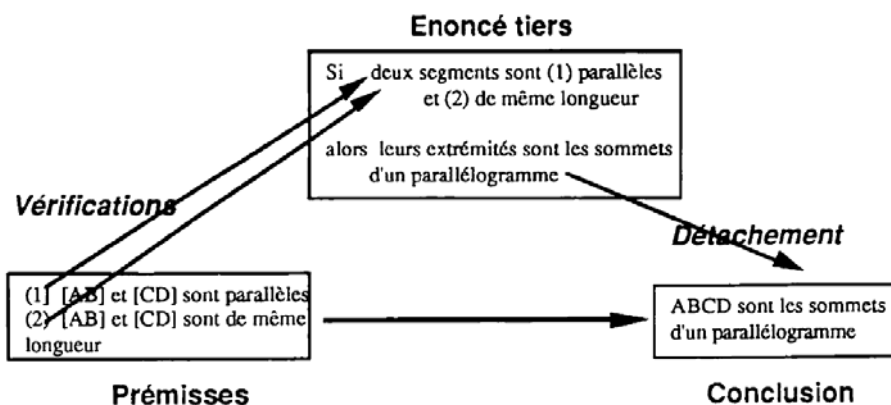 Enoncé tiers
Si deux segments sont (1) parallèles
et (2) de même longueur
alors leurs extrémités sont les sommets
d'un parallélogramme
Vérifications
Détachement
(1) [AB] et [CD] sont parallèles
(2) [AB] et [CD] sont de même
longueur
ABCD sont les sommets
d'un parallélogramme
Prémisses
Conclusion